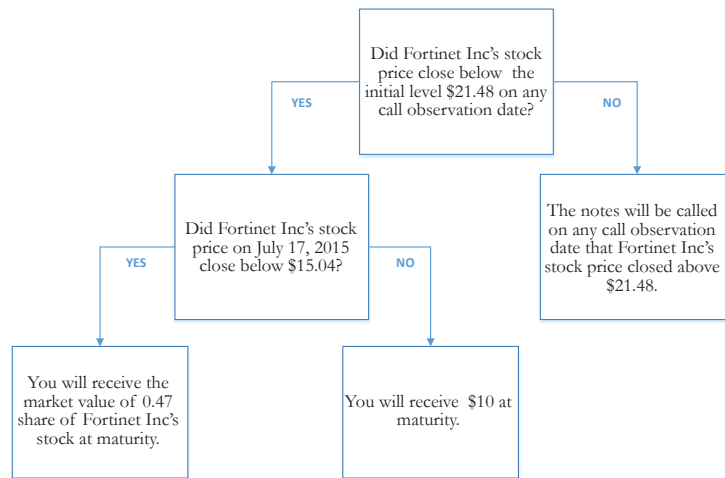 Did Fortinet Inc's stock
price close below the
initial level $21.48 on any
call observation date?
YES
NO
Did Fortinet Inc's stock
price on July 17, 2015
close below $15.04?
The notes will be called
on any call observation
date that Fortinet Inc's
stock price closed above
$21.48.
YES
NO
You will receive the
market value of 0.47
share of Fortinet Inc's
stock at maturity.
You will receive $10 at
maturity.